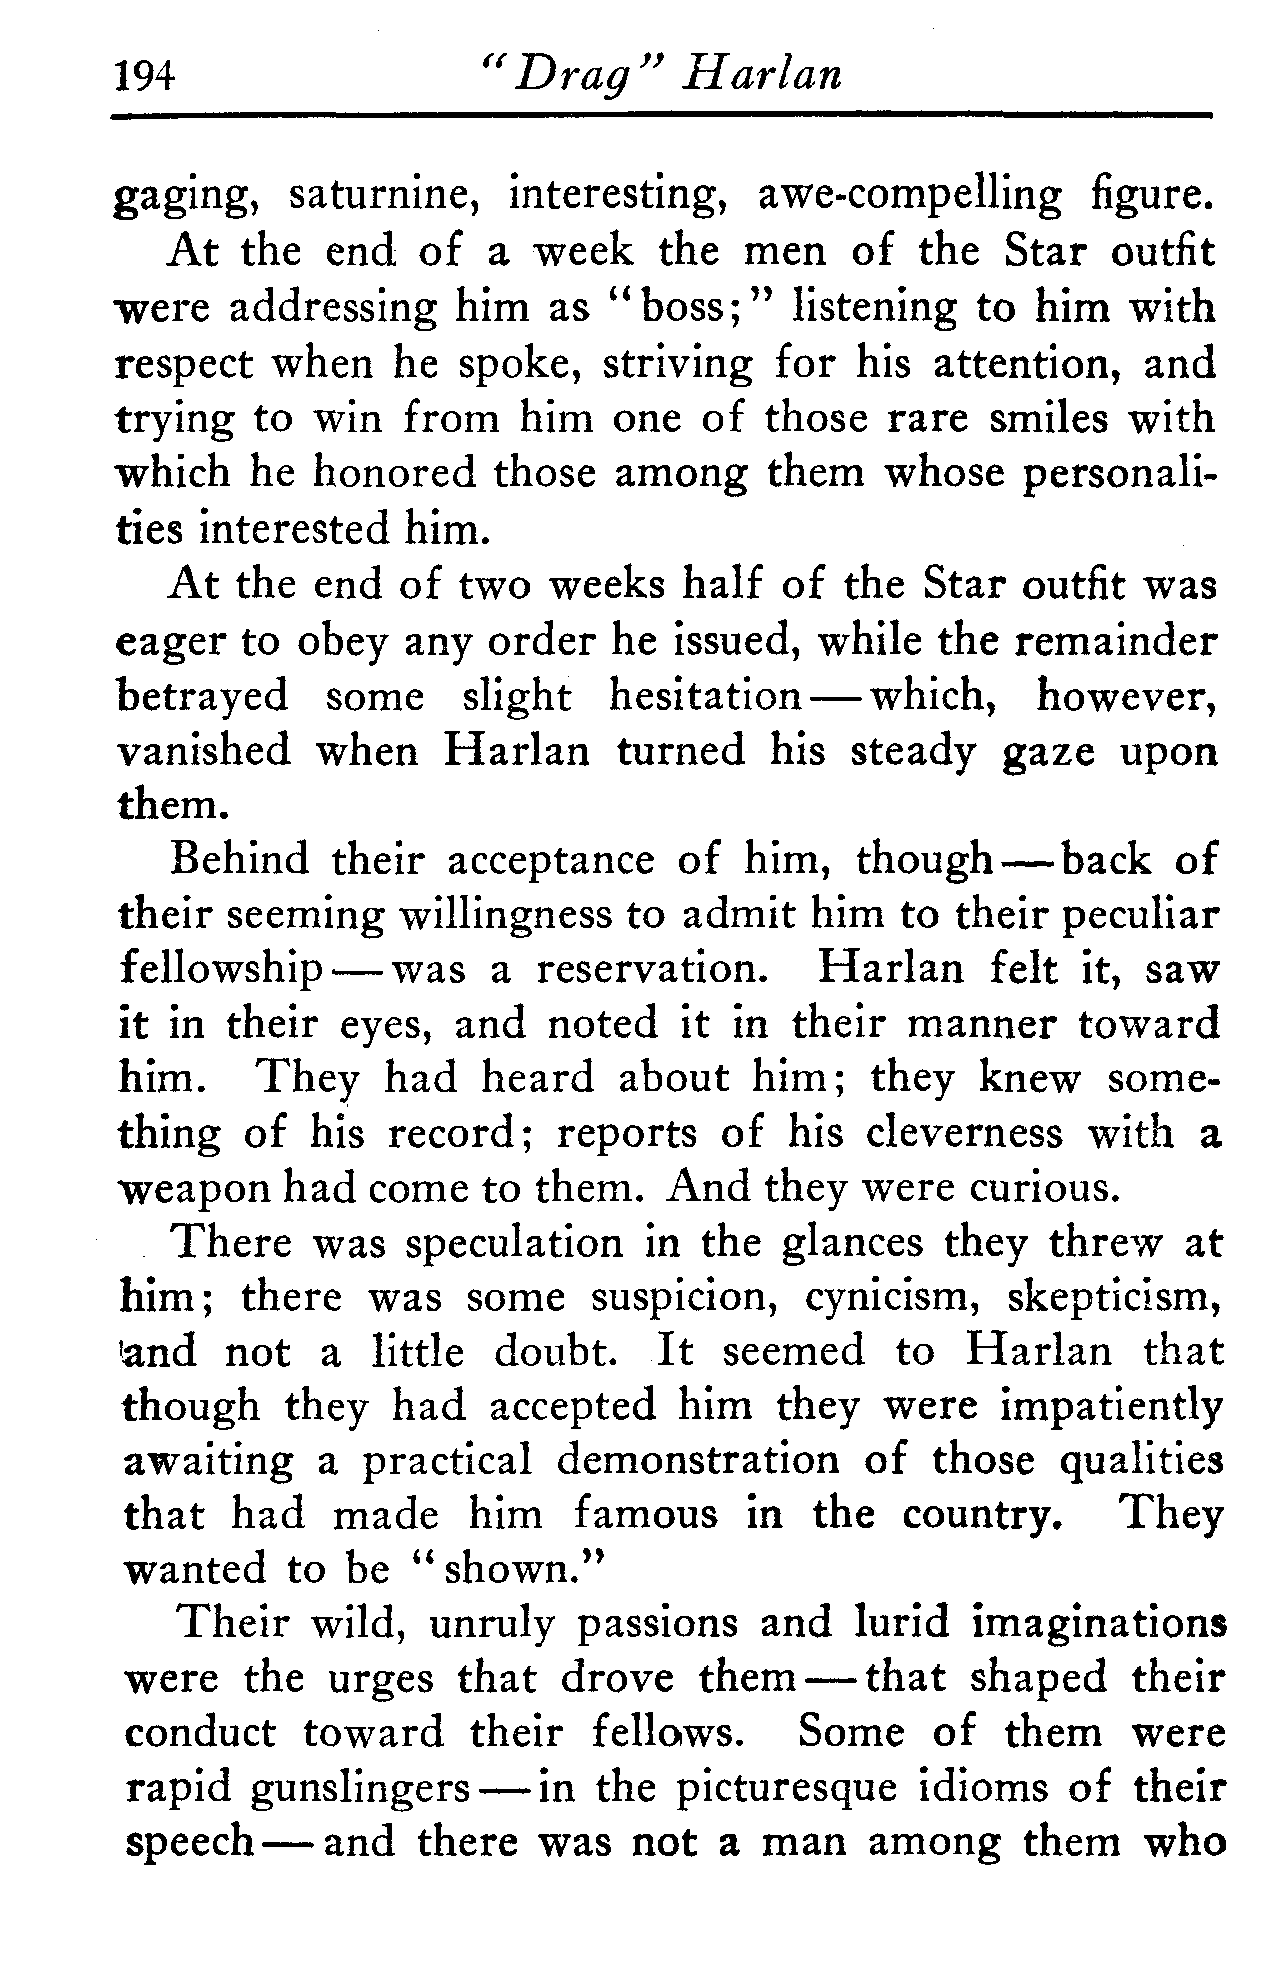 194 "Drag" Harlan
gaging, saturnine, interesting, awe-compelling figure.
At the end of a week the men of the Star outfit
were addressing him as "boss;" listening to him with
respect when he spoke, striving for his attention, and
trying to win from him one of those rare smiles with
which he honored those among them whose personali-
ties interested him.
At the end of two weeks half of the Star outfit was
eager to obey any order he issued, while the remainder
betrayed some slight hesitation—which, however,
vanished when Harlan turned his steady gaze upon
them.
Behind their acceptance of him, though—back of
their seeming willingness to admit him to their peculiar
fellowship—was a reservation. Harlan felt it, saw
it in their eyes, and noted it in their manner toward
him. They had heard about him; they knew some-
thing of his record; reports of his cleverness with a
weapon had come to them. And they were curious.
There was speculation in the glances they threw at
him; there was some suspicion, cynicism, skepticism,
and not a little doubt. It seemed to Harlan that
though they had accepted him they were impatiently
awaiting a practical demonstration of those qualities
that had made him famous in the country. They
wanted to be "shown."
Their wild, unruly passions and lurid imaginations
were the urges that drove them—that shaped their
conduct toward their fellows. Some of them were
rapid gunslingers—in the picturesque idioms of their
speech—and there was not a man among them who